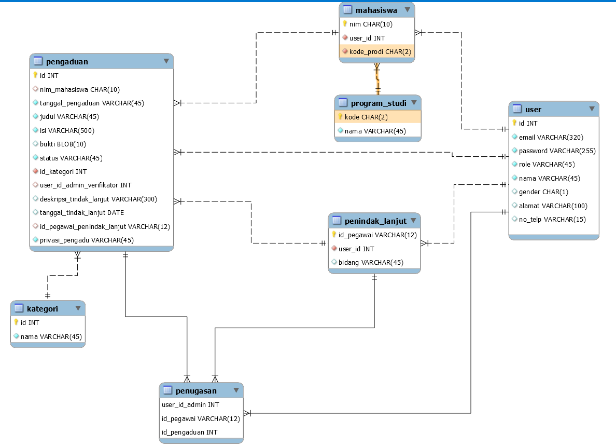 mahasiswa
nim CHAR(10)
user_id INT
kode_prodi CHAR(2)
pengaduan
id INT
nim_mahasiswa CHAR(10)
tanggal_pengaduan VARCHAR(45)
judul VARCHAR(45)
isi VARCHAR(500)
bukti BLOB(10)
status VARCHAR(45)
id_kategori INT
user_id_admin_verifikator INT
deskripsi_tindak_lanjut VARCHAR(300)
tanggal_tindak_lanjut DATE
id_pegawai_penindak_lanjut VARCHAR(12)
privasi_pengadu VARCHAR(45)
program_studi
kode CHAR(2)
nama VARCHAR(45)
user
id INT
email VARCHAR(320)
password VARCHAR(255)
role VARCHAR(45)
nama VARCHAR(45)
gender CHAR(1)
alamat VARCHAR(100)
no_telp VARCHAR(15)
penindak_lanjut
id_pegawai VARCHAR(12)
user_id INT
bidang VARCHAR(45)
kategori
id INT
nama VARCHAR(45)
penugasan
user_id_admin INT
id_pegawai VARCHAR(12)
id_pengaduan INT